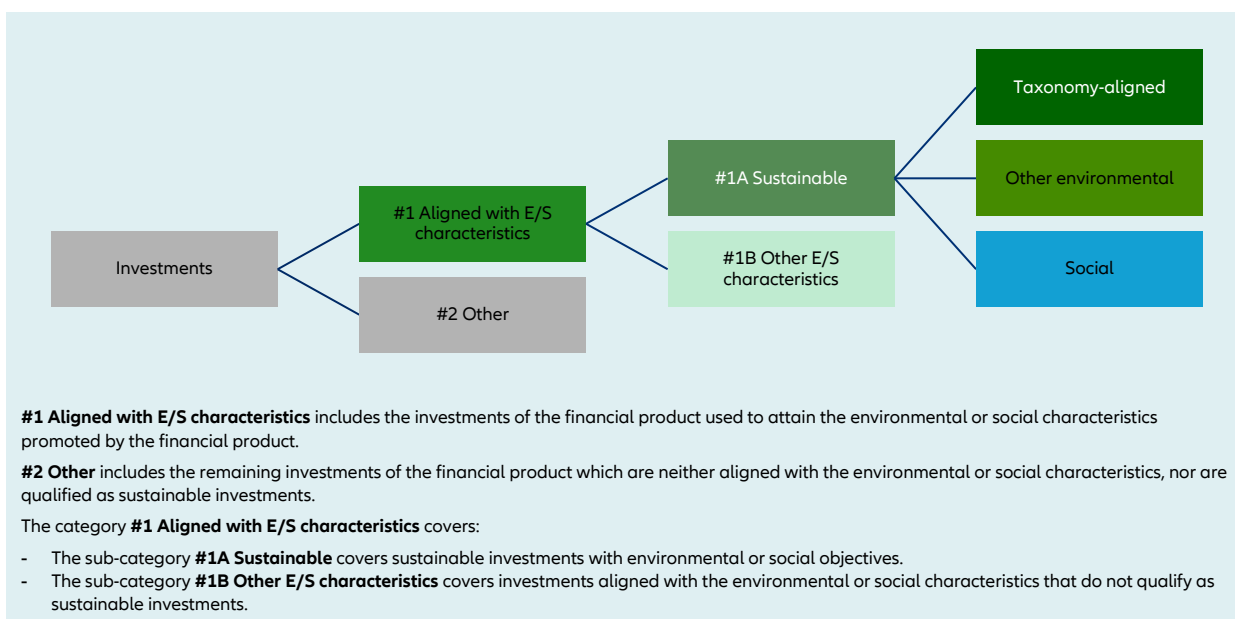 Taxonomy-aligned
#1A Sustainable
Other environmental
#1 Aligned with E/S
characteristics
Investments
#1B Other E/S
characteristics
Social
#2 Other
#1 Aligned with E/S characteristics includes the investments of the financial product used to attain the environmental or social characteristics
promoted by the financial product.
#2 Other includes the remaining investments of the financial product which are neither aligned with the environmental or social characteristics, nor are
qualified as sustainable investments.
The category #1 Aligned with E/S characteristics covers:
- The sub-category #1A Sustainable covers sustainable investments with environmental or social objectives.
- The sub-category #1B Other E/S characteristics covers investments aligned with the environmental or social characteristics that do not qualify as
sustainable investments.